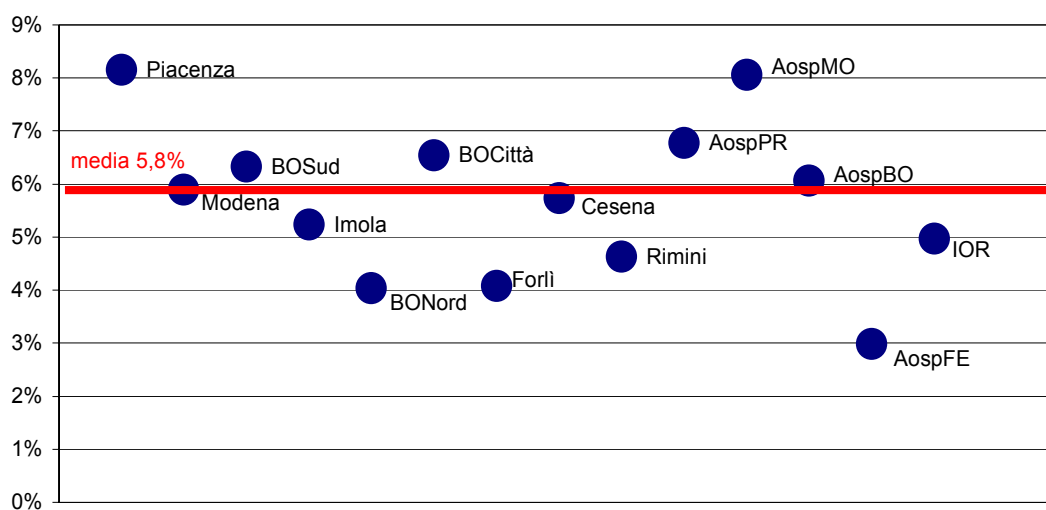 9%
8%
7%
6%
5%
4%
3%
2%
1%
0%
media 5,8%
Piacenza
Modena
BOSud
Imola
BONord
BOCittà
Forlì
Cesena
Rimini
AospPR
AospMO
AospBO
AospFE
IOR